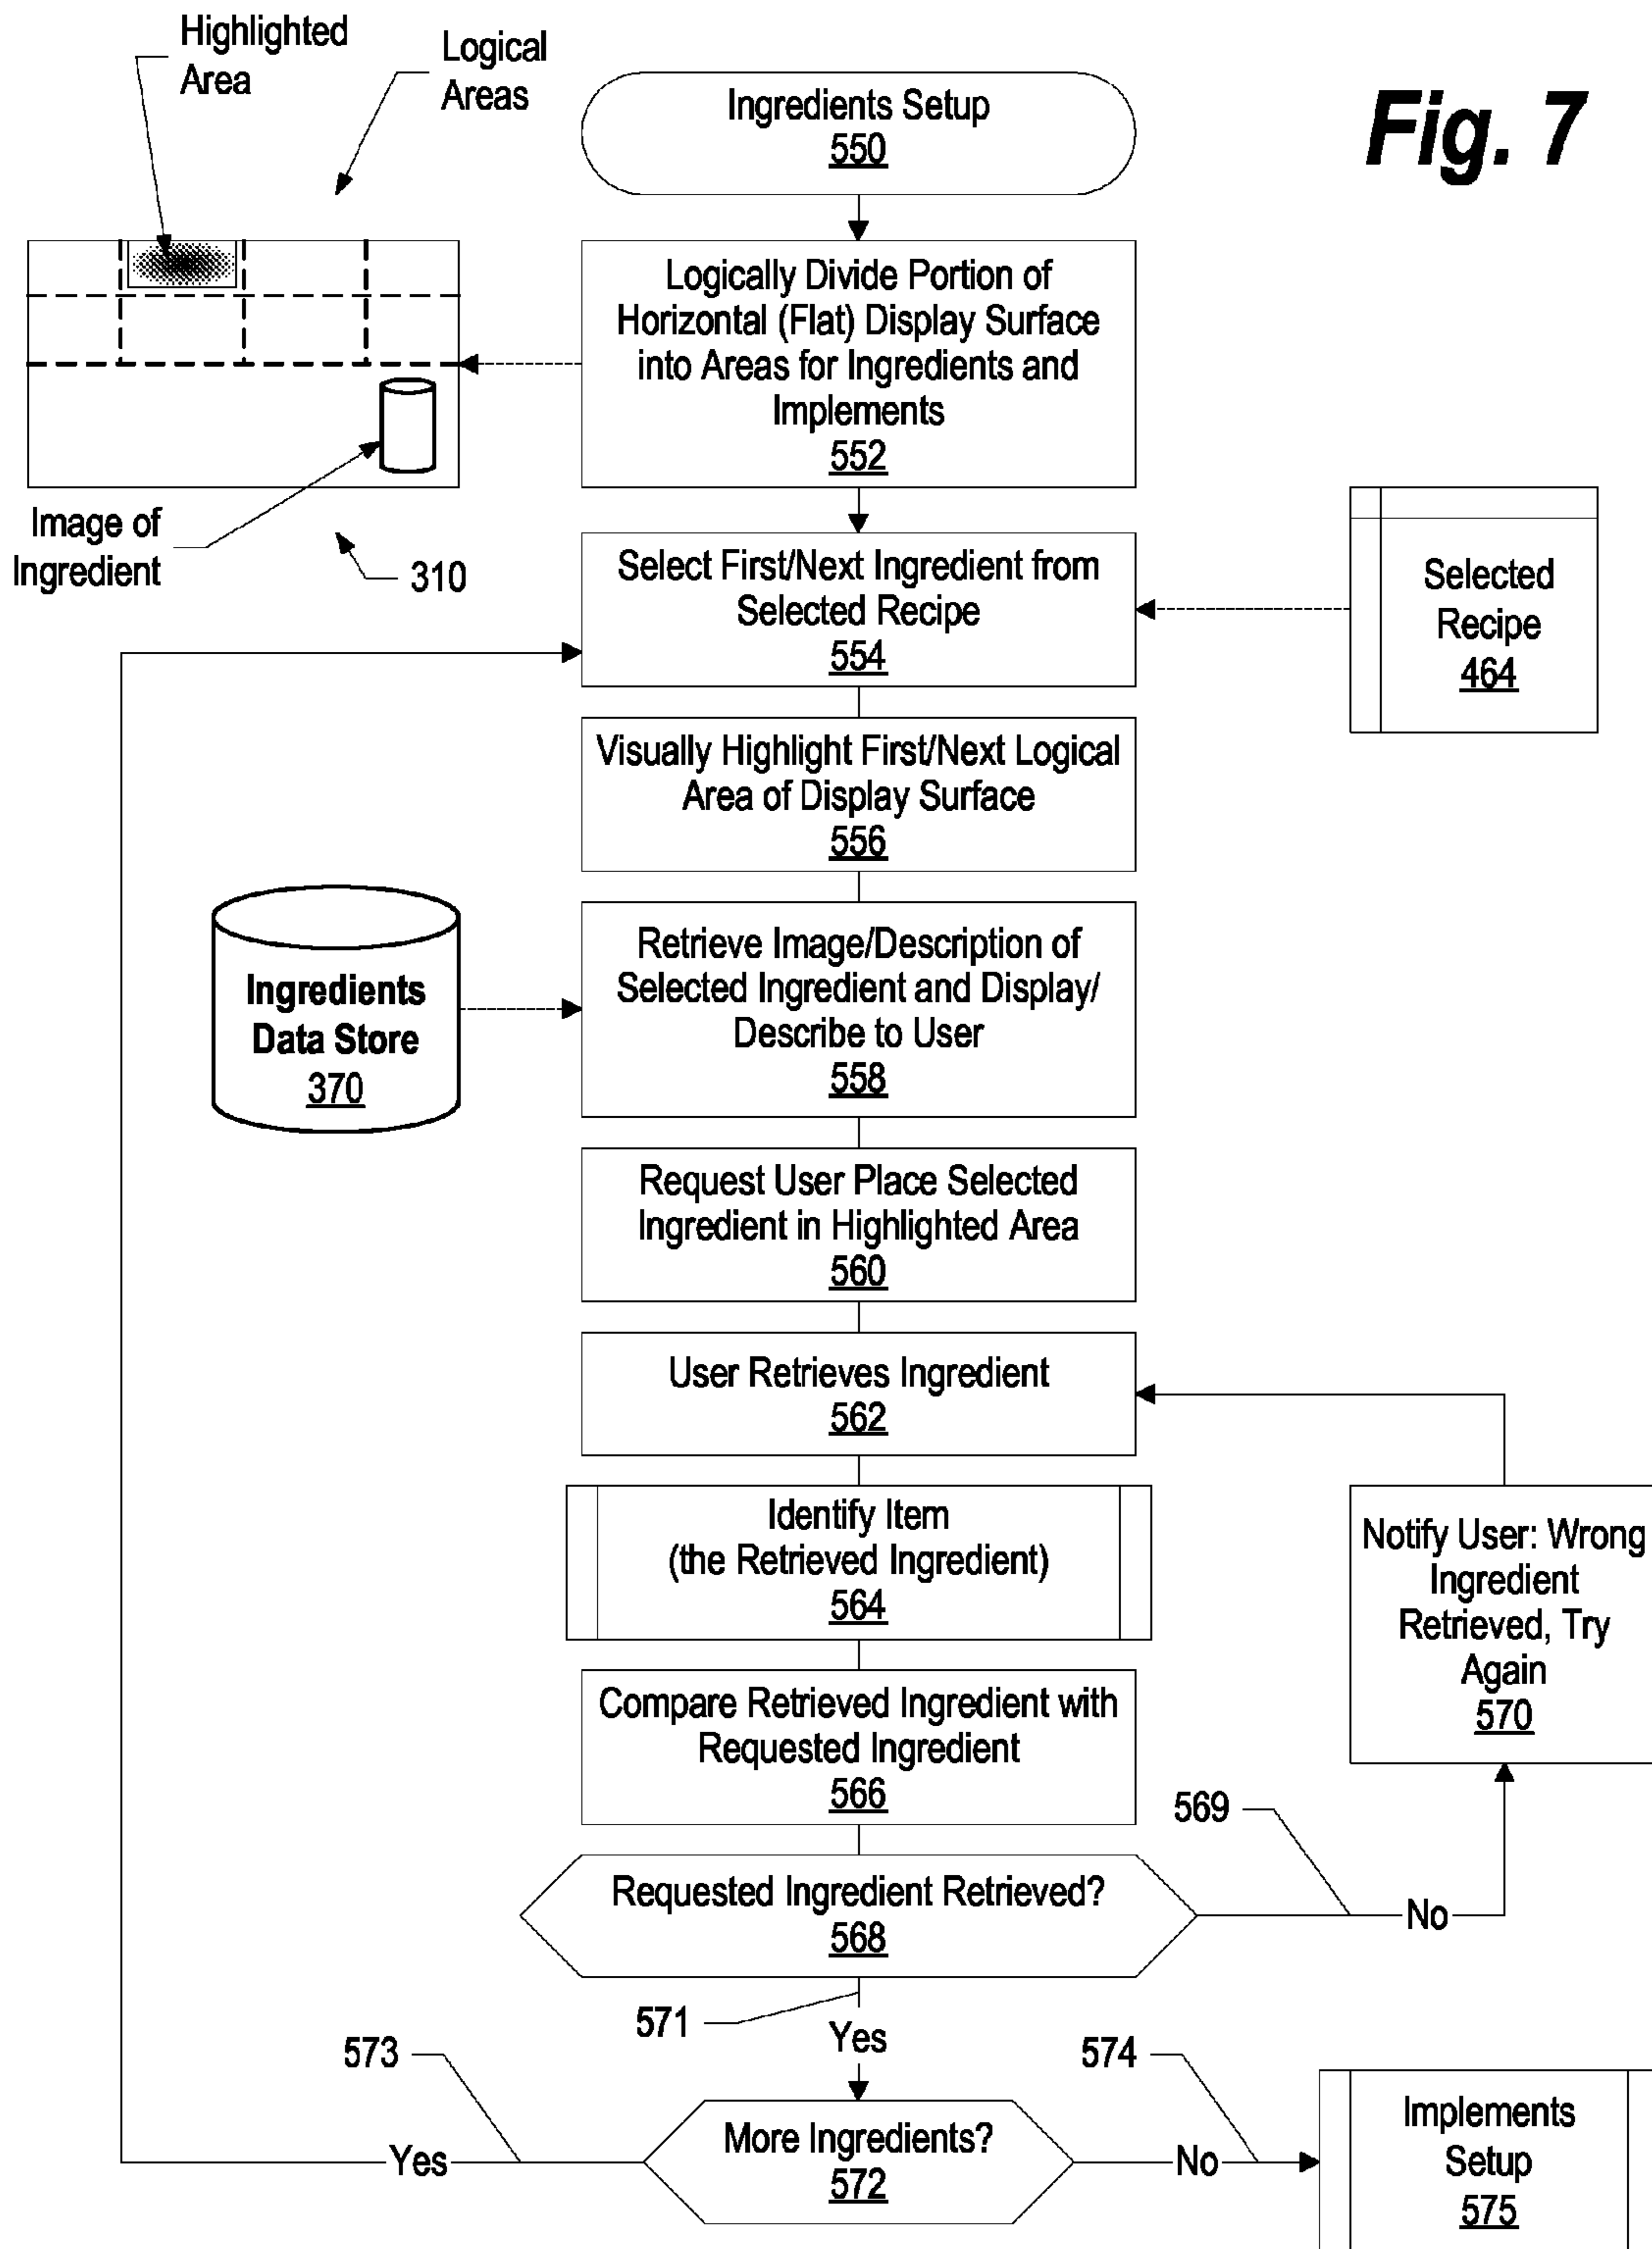 Highlighted
Area
Logical
Areas
Fig. 7
Ingredients Setup
550
Logically Divide Portion of
Horizontal (Flat) Display Surface
into Areas for Ingredients and
Implements
552
Image of
Ingredient
310
Select First/Next Ingredient from
Selected Recipe
554
Selected
Recipe
464
Visually Highlight First/Next Logical
Area of Display Surface
556
Ingredients
Data Store
370
Retrieve Image/Description of
Selected Ingredient and Display/
Describe to User
558
Request User Place Selected
Ingredient in Highlighted Area
560
User Retrieves Ingredient
562
Identify Item
(the Retrieved Ingredient)
564
Notify User: Wrong
Ingredient
Retrieved, Try
Again
570
Compare Retrieved Ingredient with
Requested Ingredient
566
569
Requested Ingredient Retrieved?
568
No
571
Yes
573
574
More Ingredients?
572
Yes
No
Implements
Setup
575